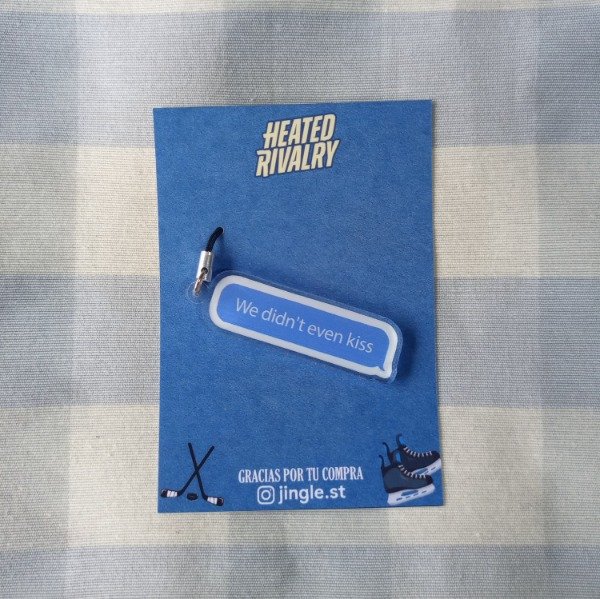 HEATED
RIVALRY
We didn't even kiss
GRACIAS POR TU COMPRA
jingle.st